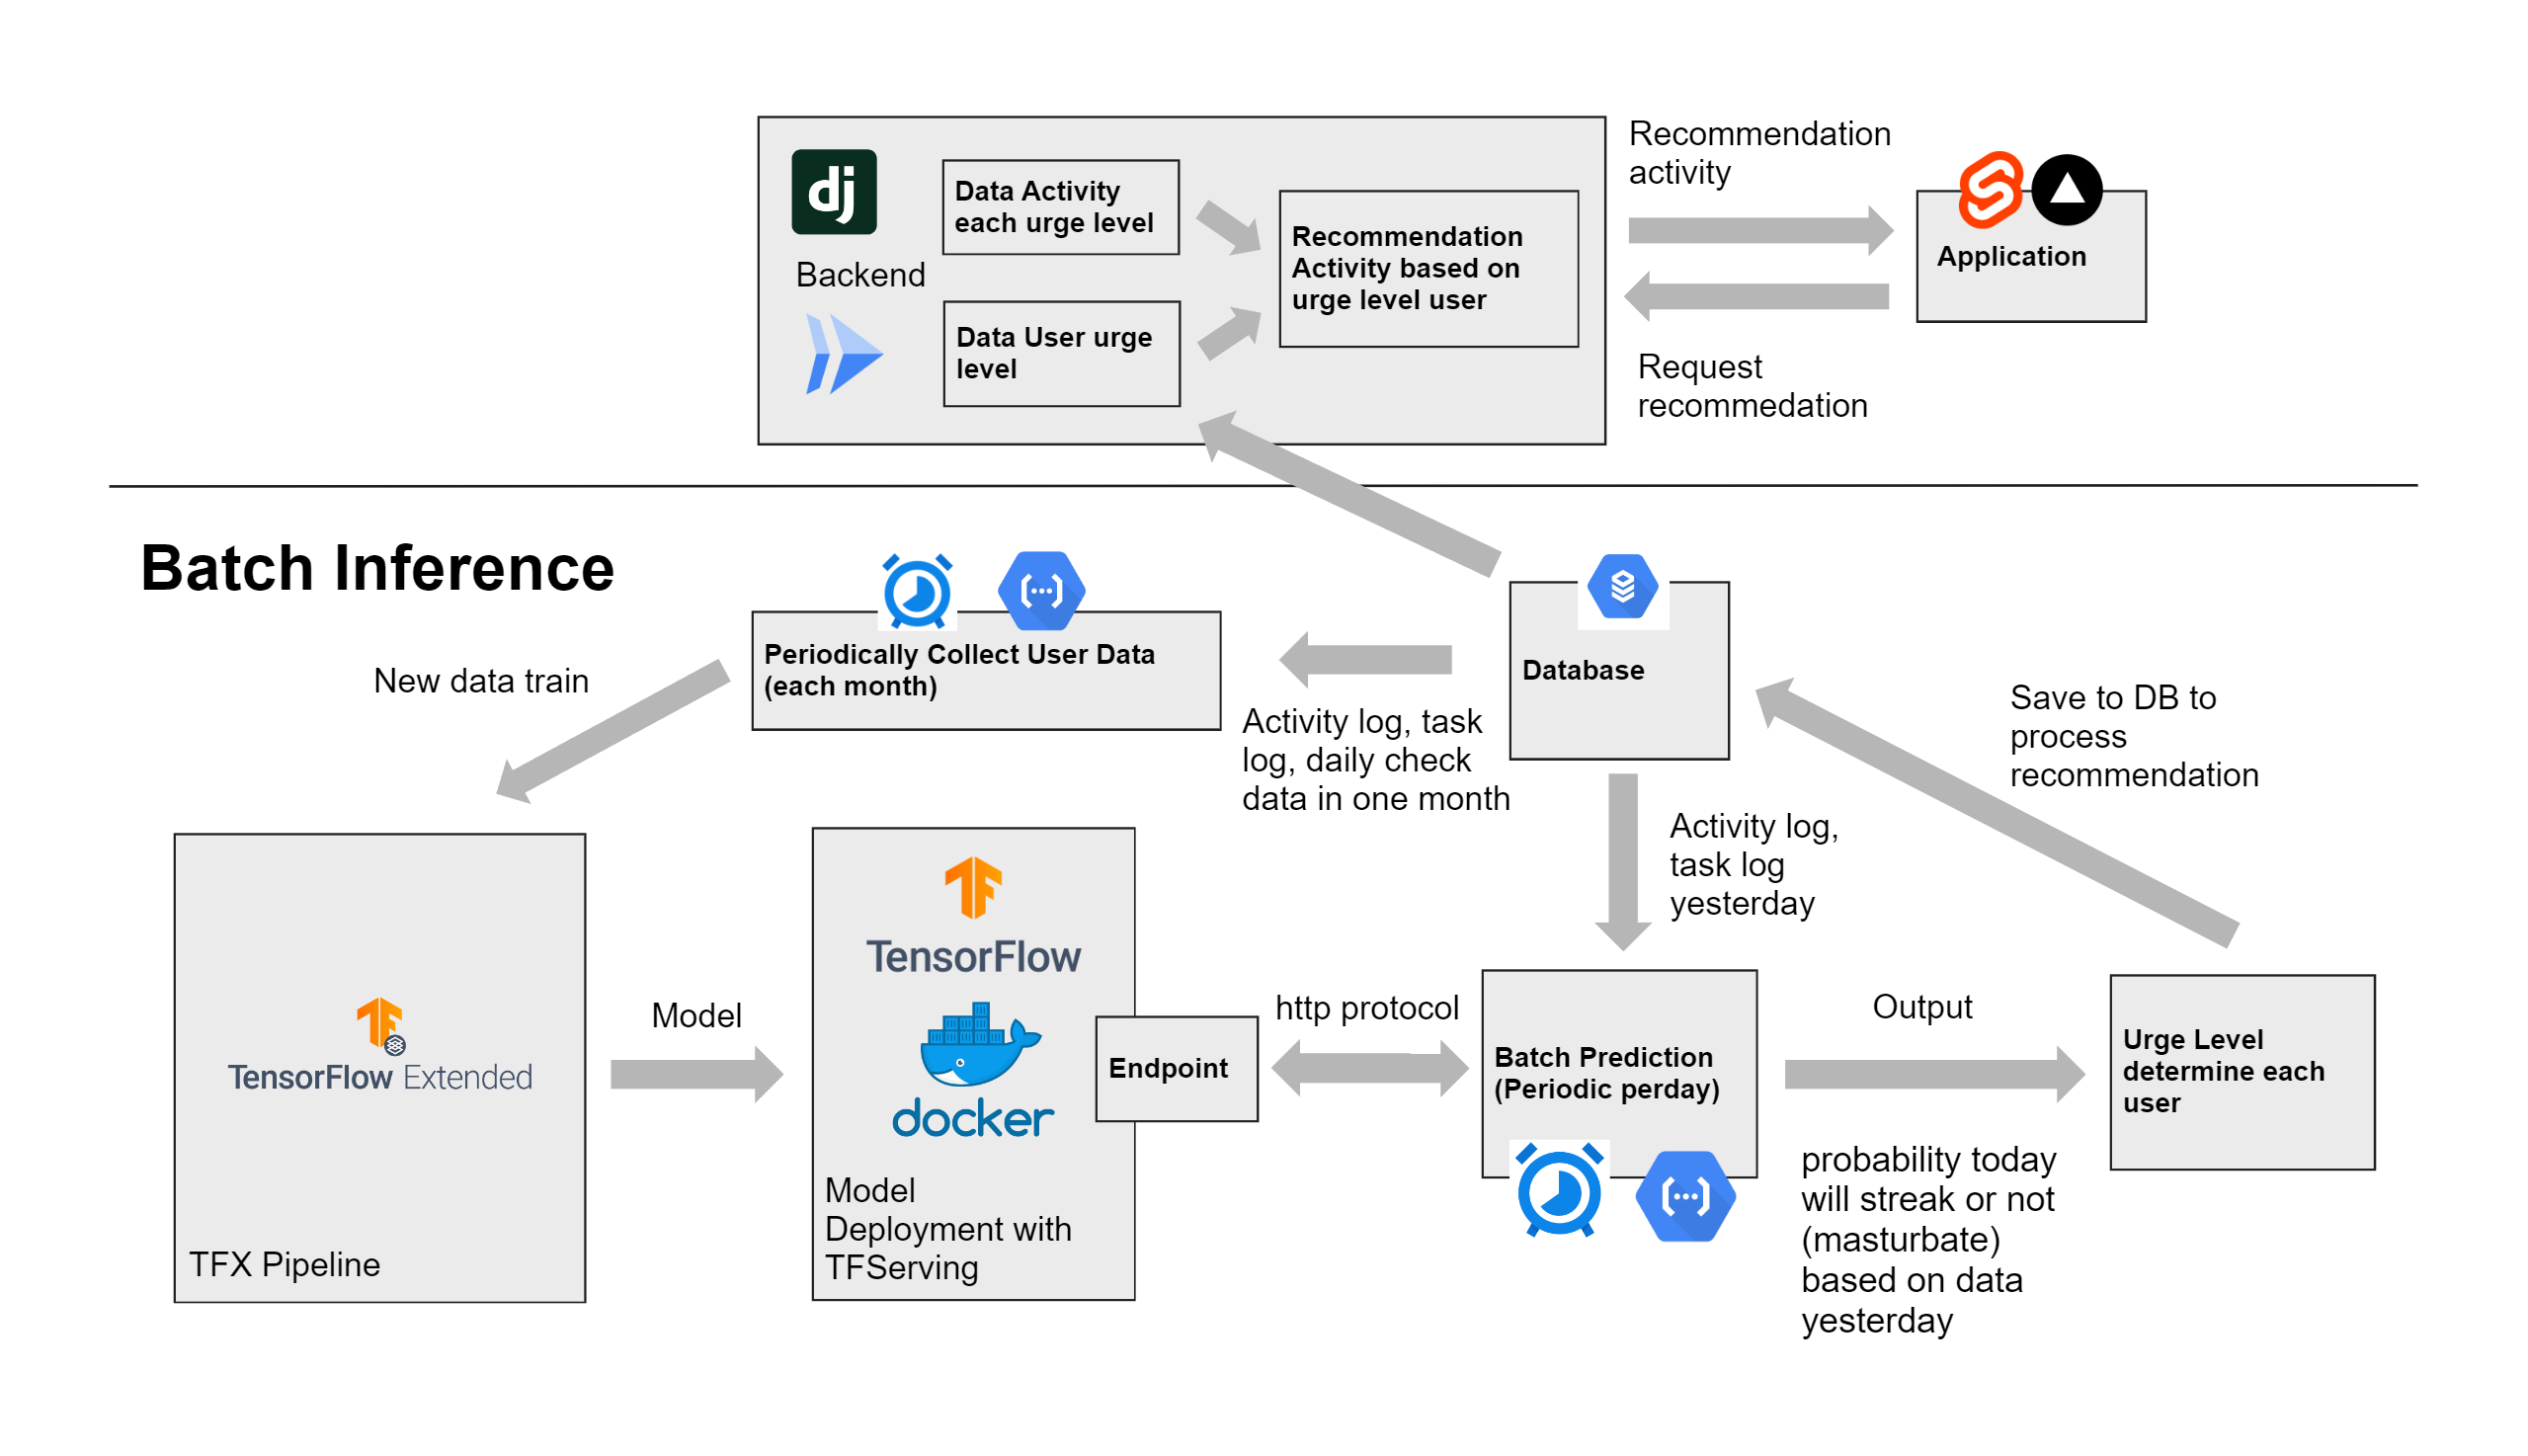 dj
Backend
Data Activity
each urge level
Data User urge
level
Recommendation
Activity based on
urge level user
Recommendation
activity
Request
recommedation
Application
Batch Inference
New data train
Periodically Collect User Data
(each month)
Activity log, task
log, daily check
data in one month
Database
Save to DB to
process
recommendation
Activity log,
task log
yesterday
TensorFlow Extended
TFX Pipeline
Model
TensorFlow
docker
Model
Deployment with
TFServing
Endpoint
http protocol
Batch Prediction
(Periodic perday)
Output
probability today
will streak or not
(masturbate)
based on data
yesterday
Urge Level
determine each
user